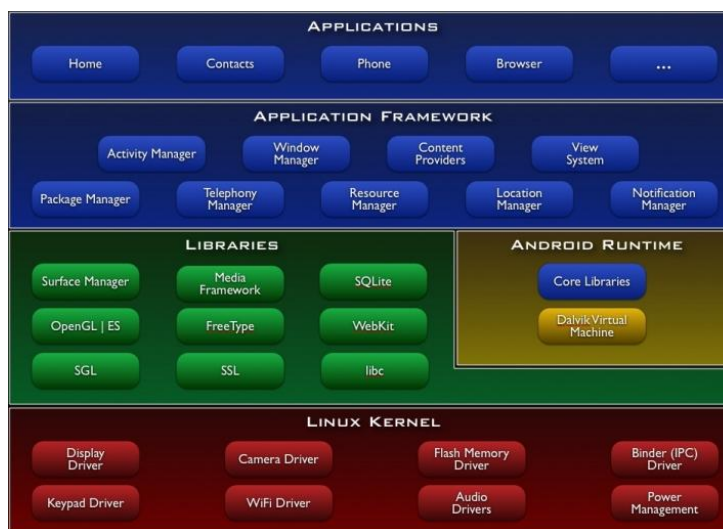 APPLICATIONS
Home
Contacts
Phone
Browser
...
APPLICATION FRAMEWORK
Activity Manager
Window
Manager
Content
Providers
View
System
Package Manager
Telephony
Manager
Resource
Manager
Location
Manager
Notification
Manager
LIBRARIES
Surface Manager
Media
Framework
SQLite
OpenGL | ES
FreeType
WebKit
SGL
SSL
libc
ANDROID RUNTIME
Core Libraries
Dalvik Virtual
Machine
LINUX KERNEL
Display
Driver
Camera Driver
Flash Memory
Driver
Binder (IPC)
Driver
Keypad Driver
WiFi Driver
Audio
Drivers
Power
Management